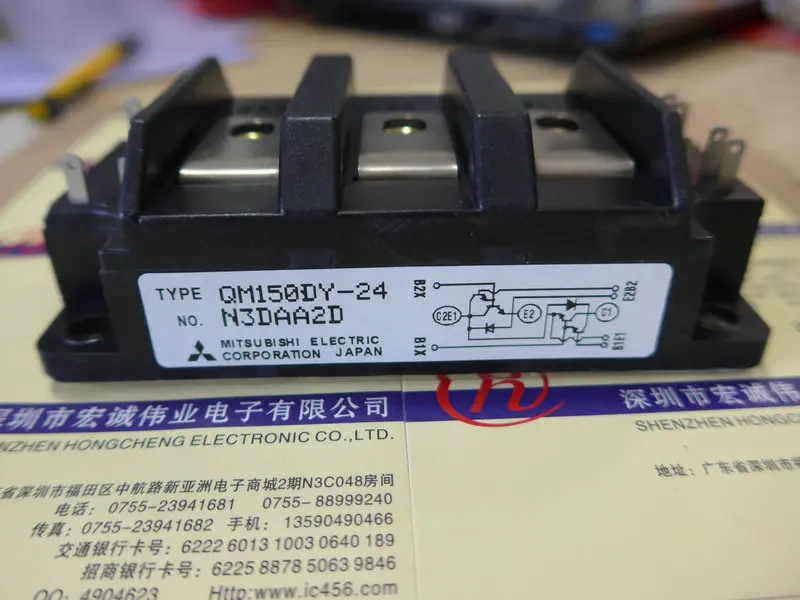 TYPE QM150DY-24
NO. N3DAA2D
MITSUBISHI ELECTRIC
CORPORATION JAPAN
B2X
B1X
C2E1
E2
C1
E2B2
B1E1
深圳市宏诚伟业电子有限公司
NZHEN HONGCHENG ELECTRONIC CO.,LTD.
省深圳市福田区中航路新亚洲电子商城2期N3C048房间
电话: 0755-23941681 0755-88999240
传真: 0755-23941682 手机: 13590490466
交通银行卡号: 6222 6013 1003 0640 189
招商银行卡号: 6225 8878 5063 9846
QQ: 4904623 Http:www.ic456.com
深圳市宏诚伟业
SHENZHEN HONGCHENG ELE
地址: 广东省深圳市福